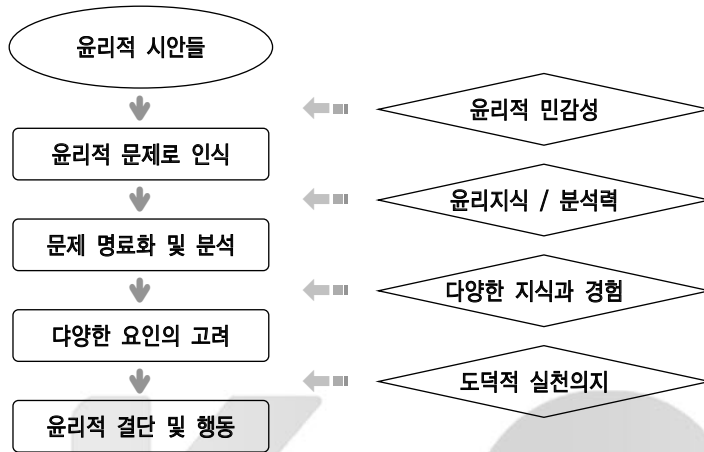 윤리적 시안들
윤리적 민감성
윤리적 문제로 인식
윤리지식 / 분석력
문제 명료화 및 분석
다양한 지식과 경험
댜양한 요인의 고려
도덕적 실천의지
윤리적 결단 및 행동